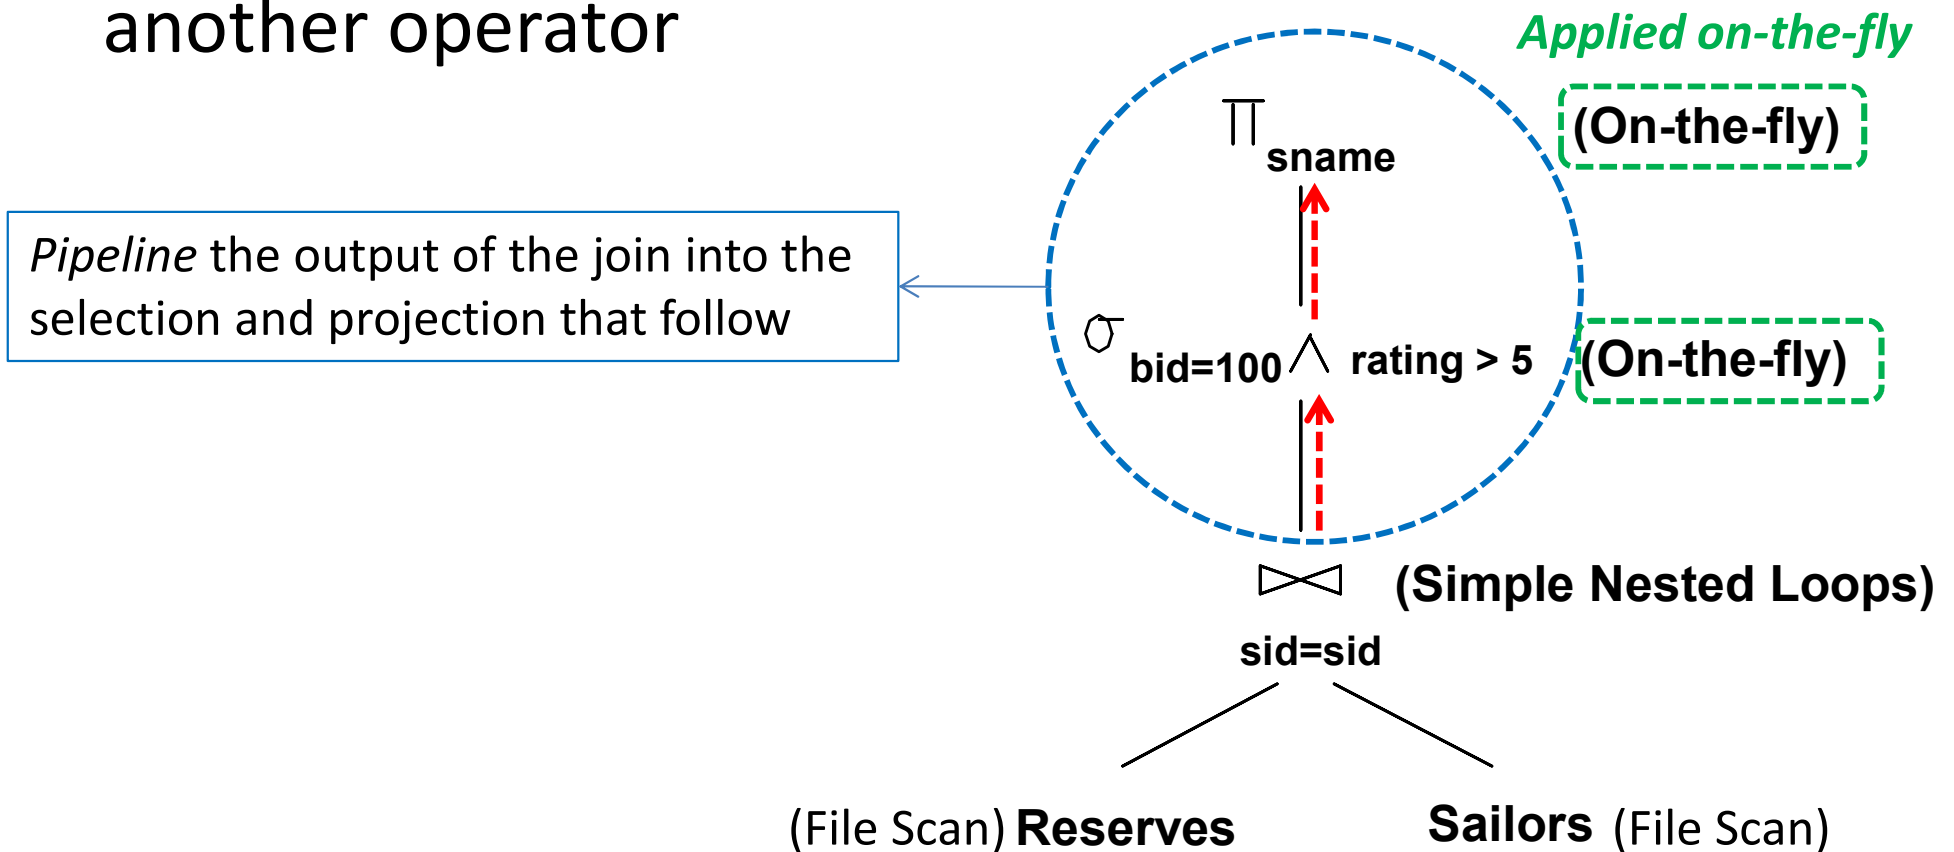 another operator
Applied on-the-fly
(On-the-fly)
∏ sname
Pipeline the output of the join into the
selection and projection that follow
σ bid=100 ∧ rating > 5 (On-the-fly)
⋈ (Simple Nested Loops)
sid=sid
(File Scan) Reserves Sailors (File Scan)